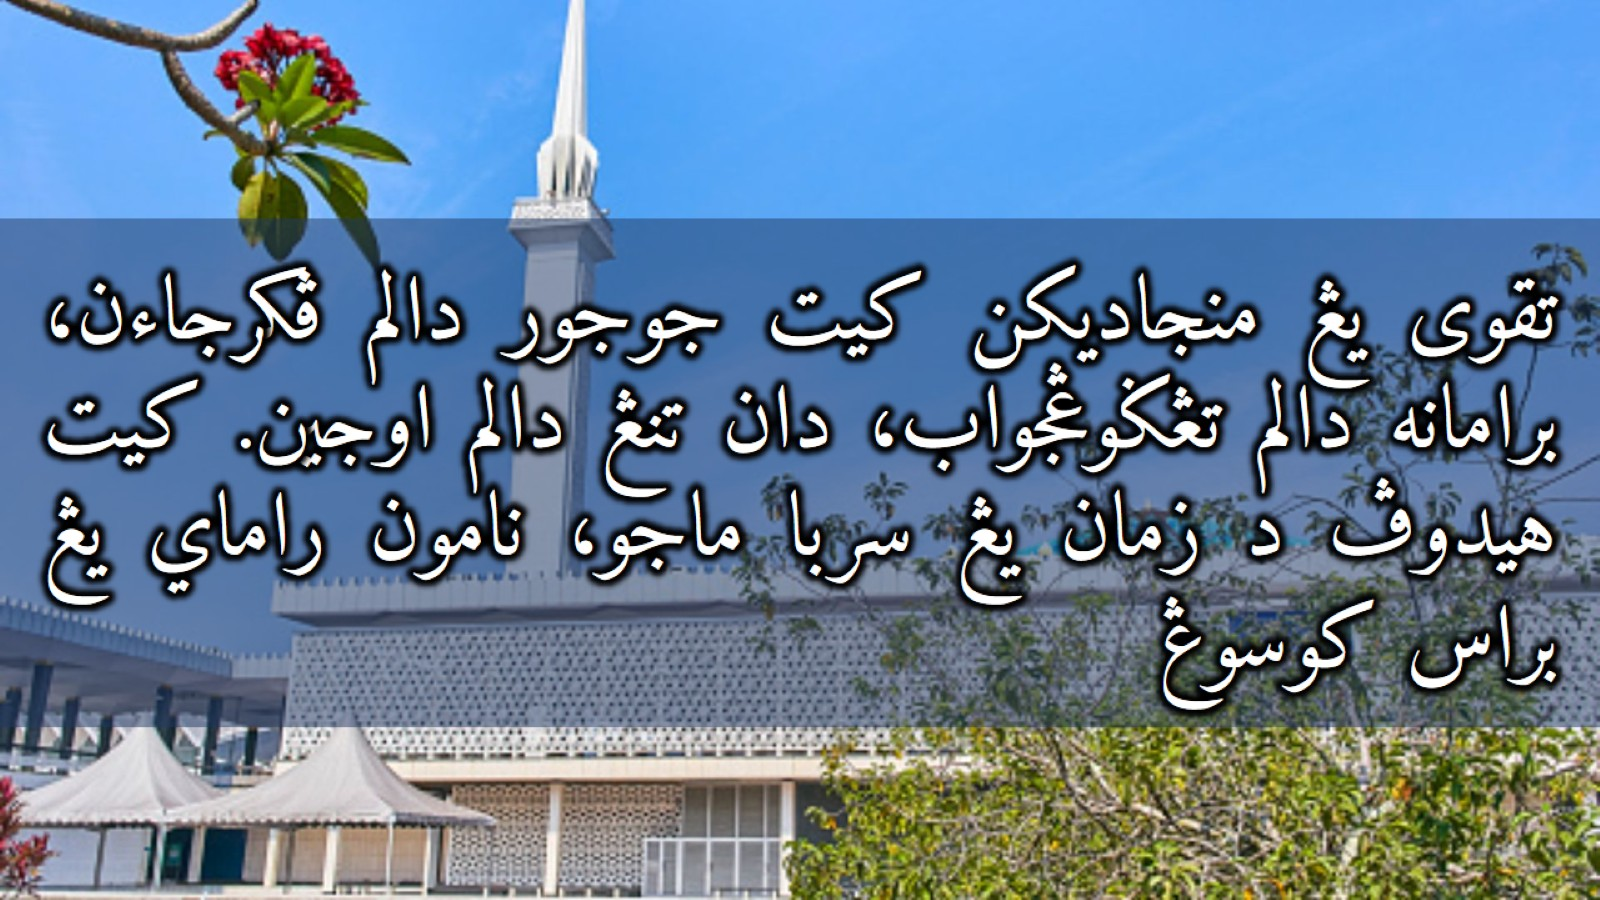 تقوى يڠ منجاديکن کيت جوجور دالم ڤکرجاءن،
برامانه دالم تڠݢوڠجواب، دان تنڠ دالم اوجين. کيت
هيدوڤ د زمان يڠ سربا ماجو، نامون راماي يڠ
براس کوسوڠ